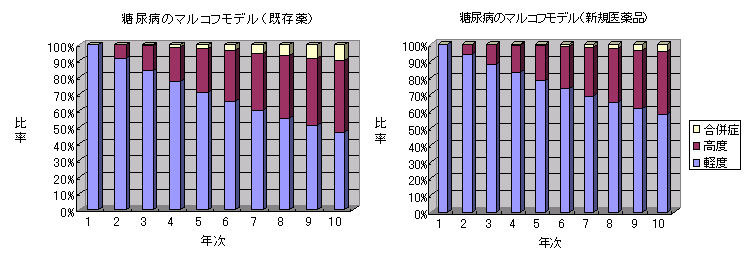 糖尿病のマルコフモデル（既存薬）
100%
90%
80%
70%
60%
50%
40%
30%
20%
10%
0%
比率
1 2 3 4 5 6 7 8 9 10
年次
糖尿病のマルコフモデル（新規医薬品）
100%
90%
80%
70%
60%
50%
40%
30%
20%
10%
0%
比率
1 2 3 4 5 6 7 8 9 10
年次
合併症
高度
軽度